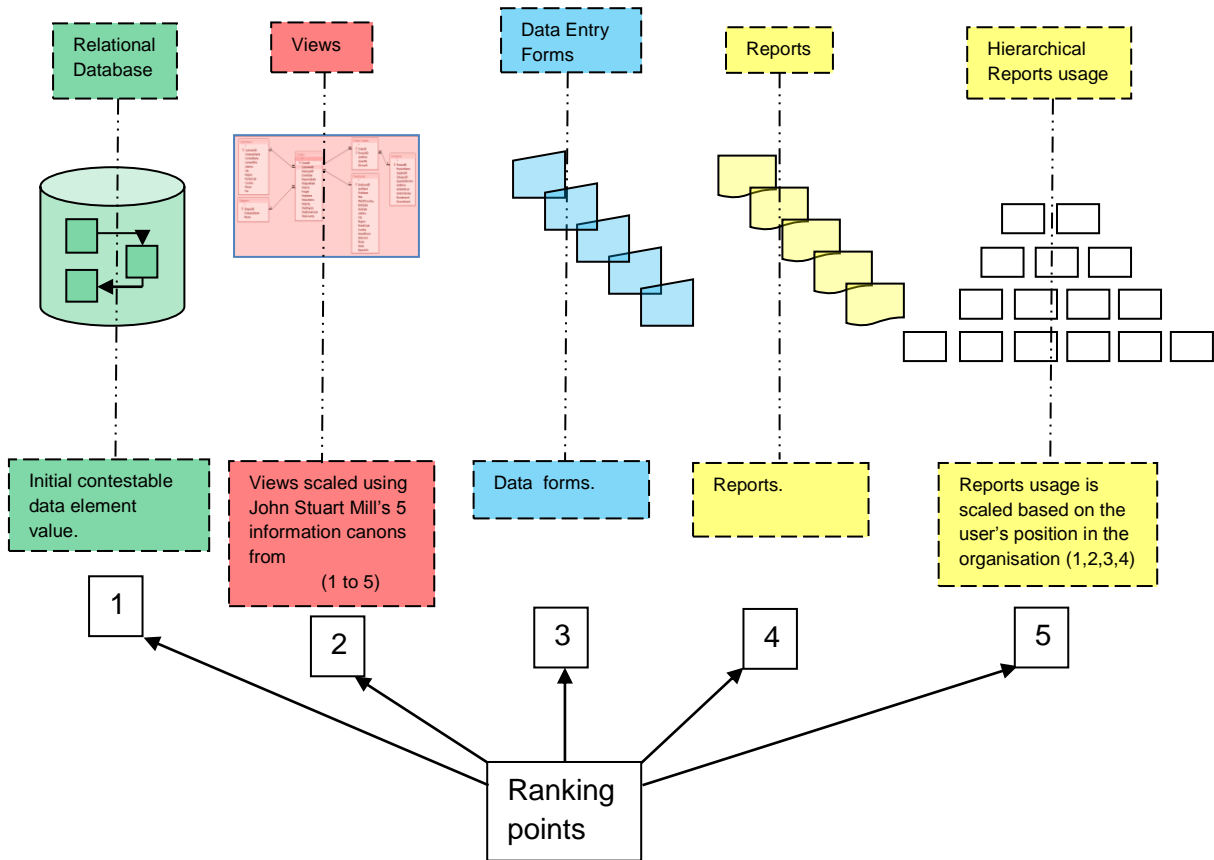 Relational
Database
Views
Data Entry
Forms
Reports
Hierarchical
Reports usage
Initial contestable
data element
value.
Views scaled using
John Stuart Mill's 5
information canons
from
(1 to 5)
Data forms.
Reports.
Reports usage is
scaled based on the
user's position in the
organisation (1,2,3,4)
1
2
3
4
5
Ranking
points